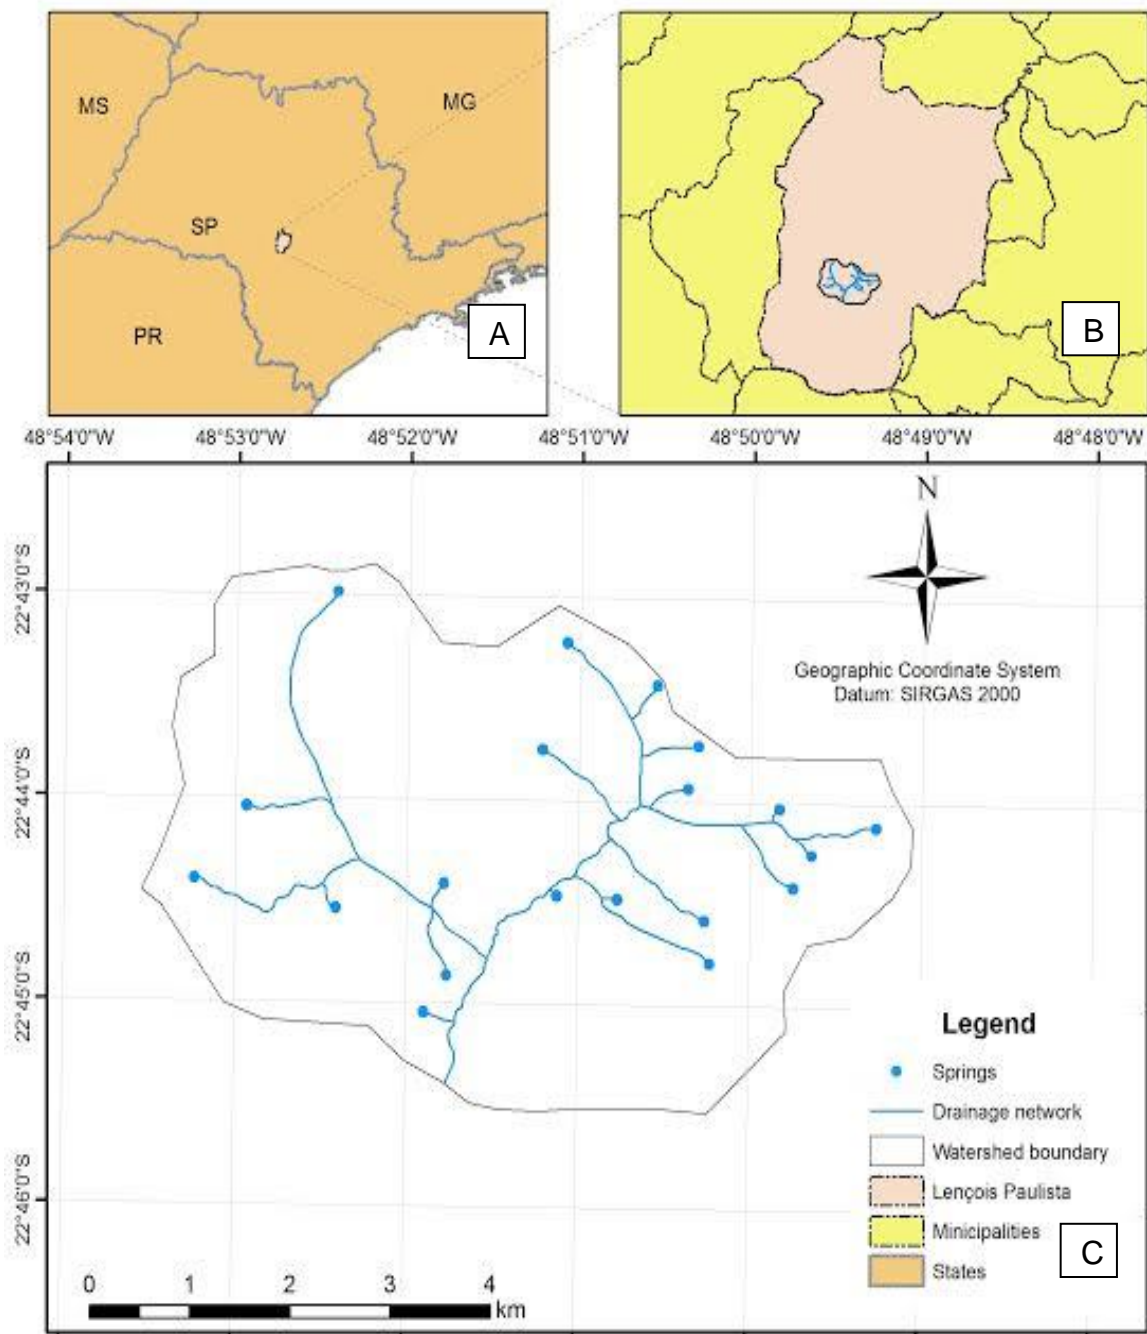 MS
MG
SP
PR
A
B
48°54'0"W 48°53'0"W 48°52'0"W 48°51'0"W 48°50'0"W 48°49'0"W 48°48'0"W
N
22°43'0"S
Geographic Coordinate System
Datum: SIRGAS 2000
22°44'0"S
22°45'0"S
22°46'0"S
Legend
Springs
Drainage network
Watershed boundary
Lençois Paulista
Minicipalities
States
C
0 1 2 3 4
km